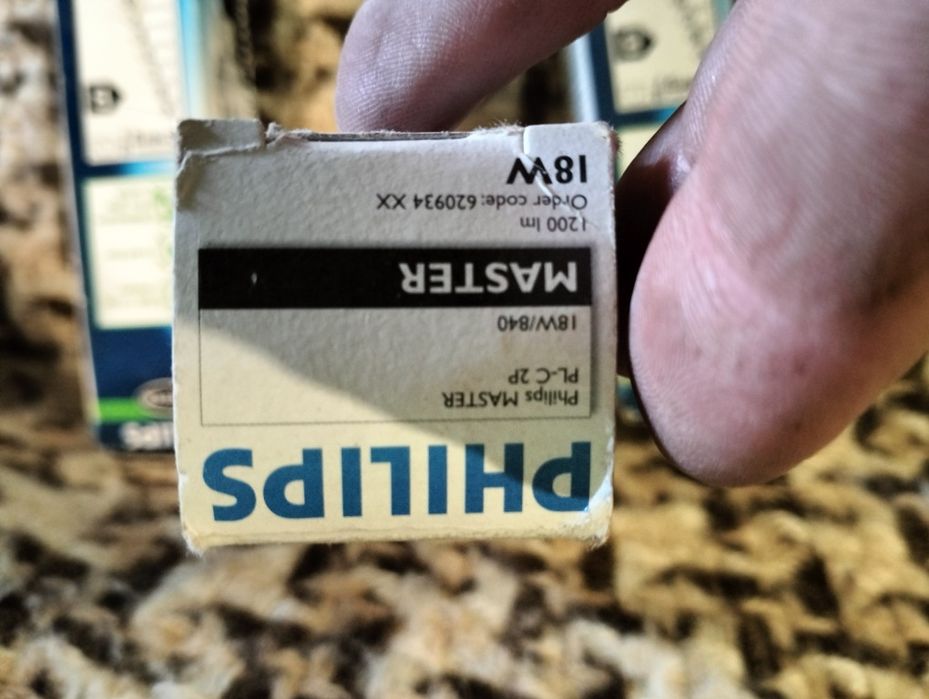 PHILIPS
Philips MASTER
PL-C 2P
18W/840
MASTER
1200 lm
Order code: 620934 XX
18W